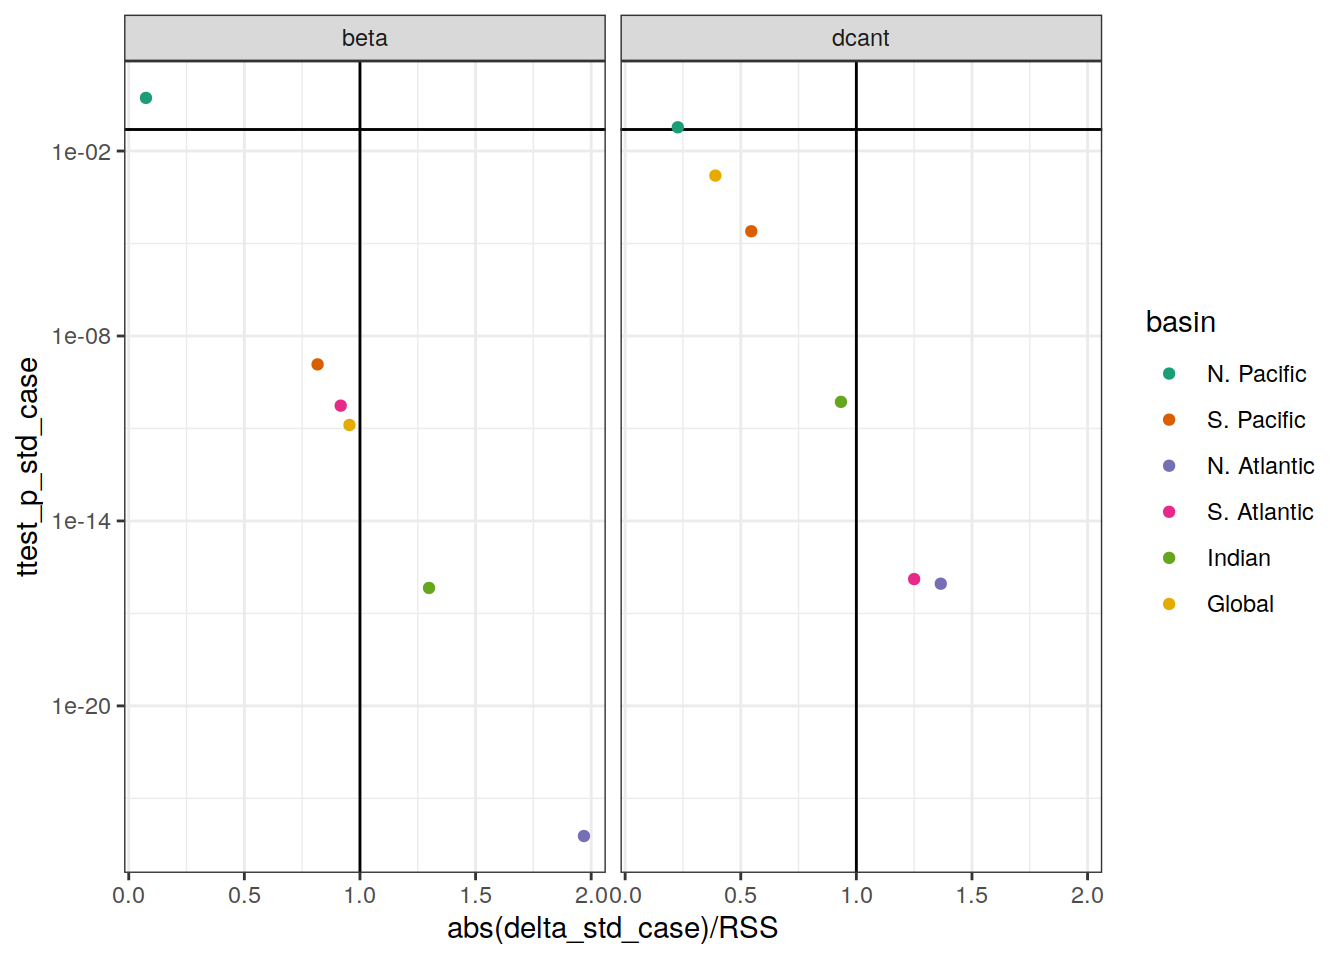 beta
dcant
1e-02
1e-08
1e-14
1e-20
ttest_p_std_case
0.0 0.5 1.0 1.5 2.0
0.0 0.5 1.0 1.5 2.0
abs(delta_std_case)/RSS
basin
N. Pacific
S. Pacific
N. Atlantic
S. Atlantic
Indian
Global